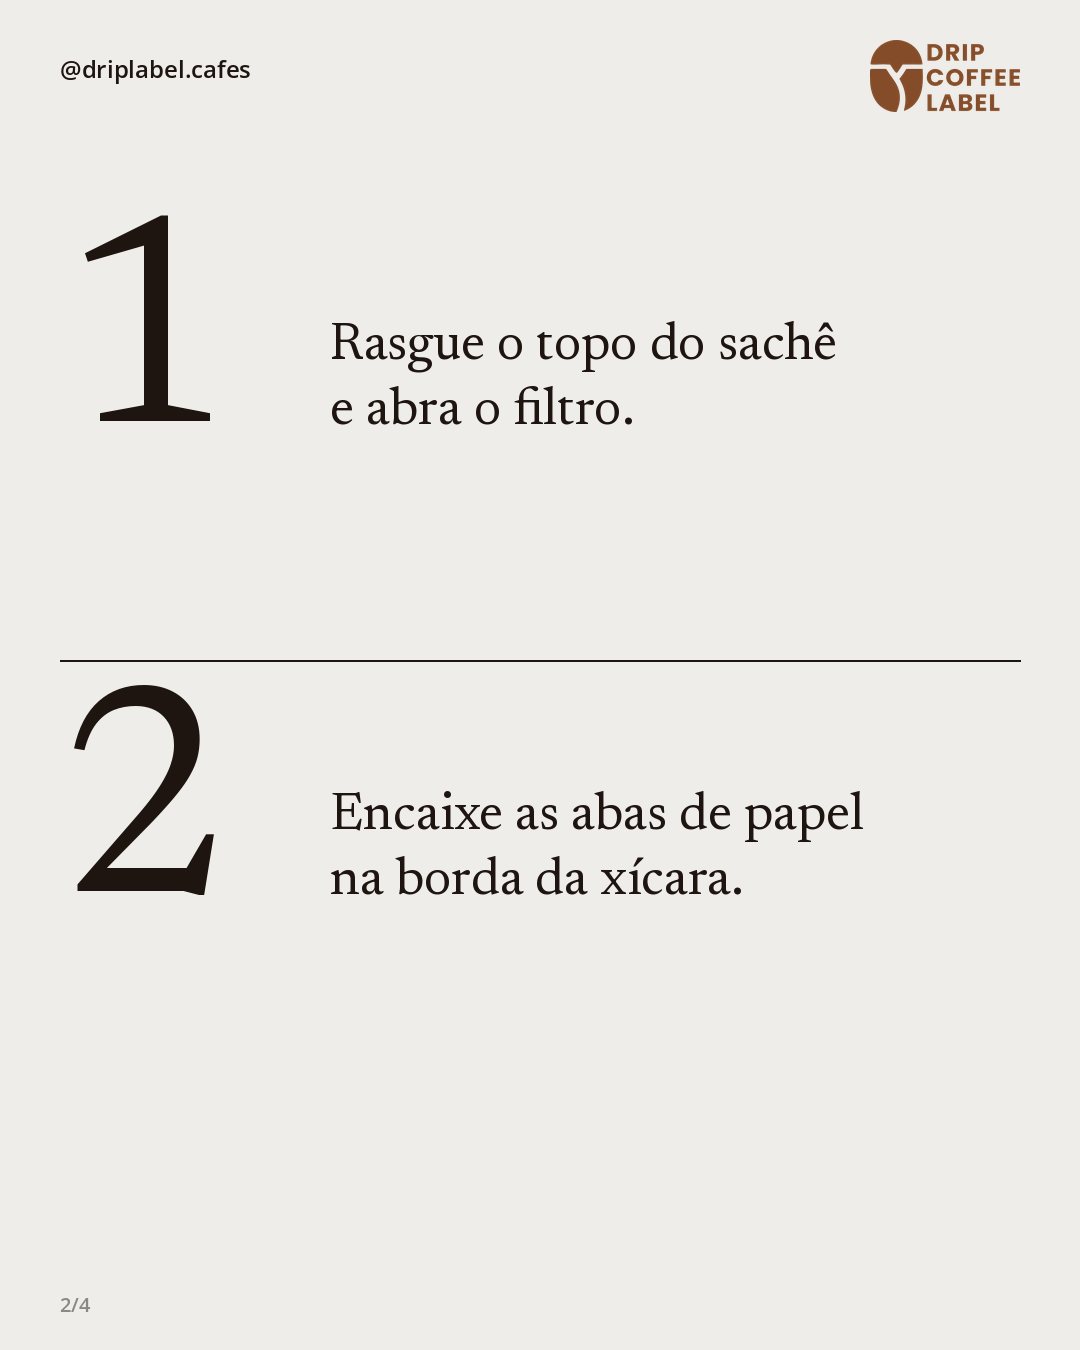 @driplabel.cafes
DRIP
COFFEE
LABEL
1
Rasgue o topo do sachê
e abra o filtro.
2
Encaixe as abas de papel
na borda da xícara.
2/4